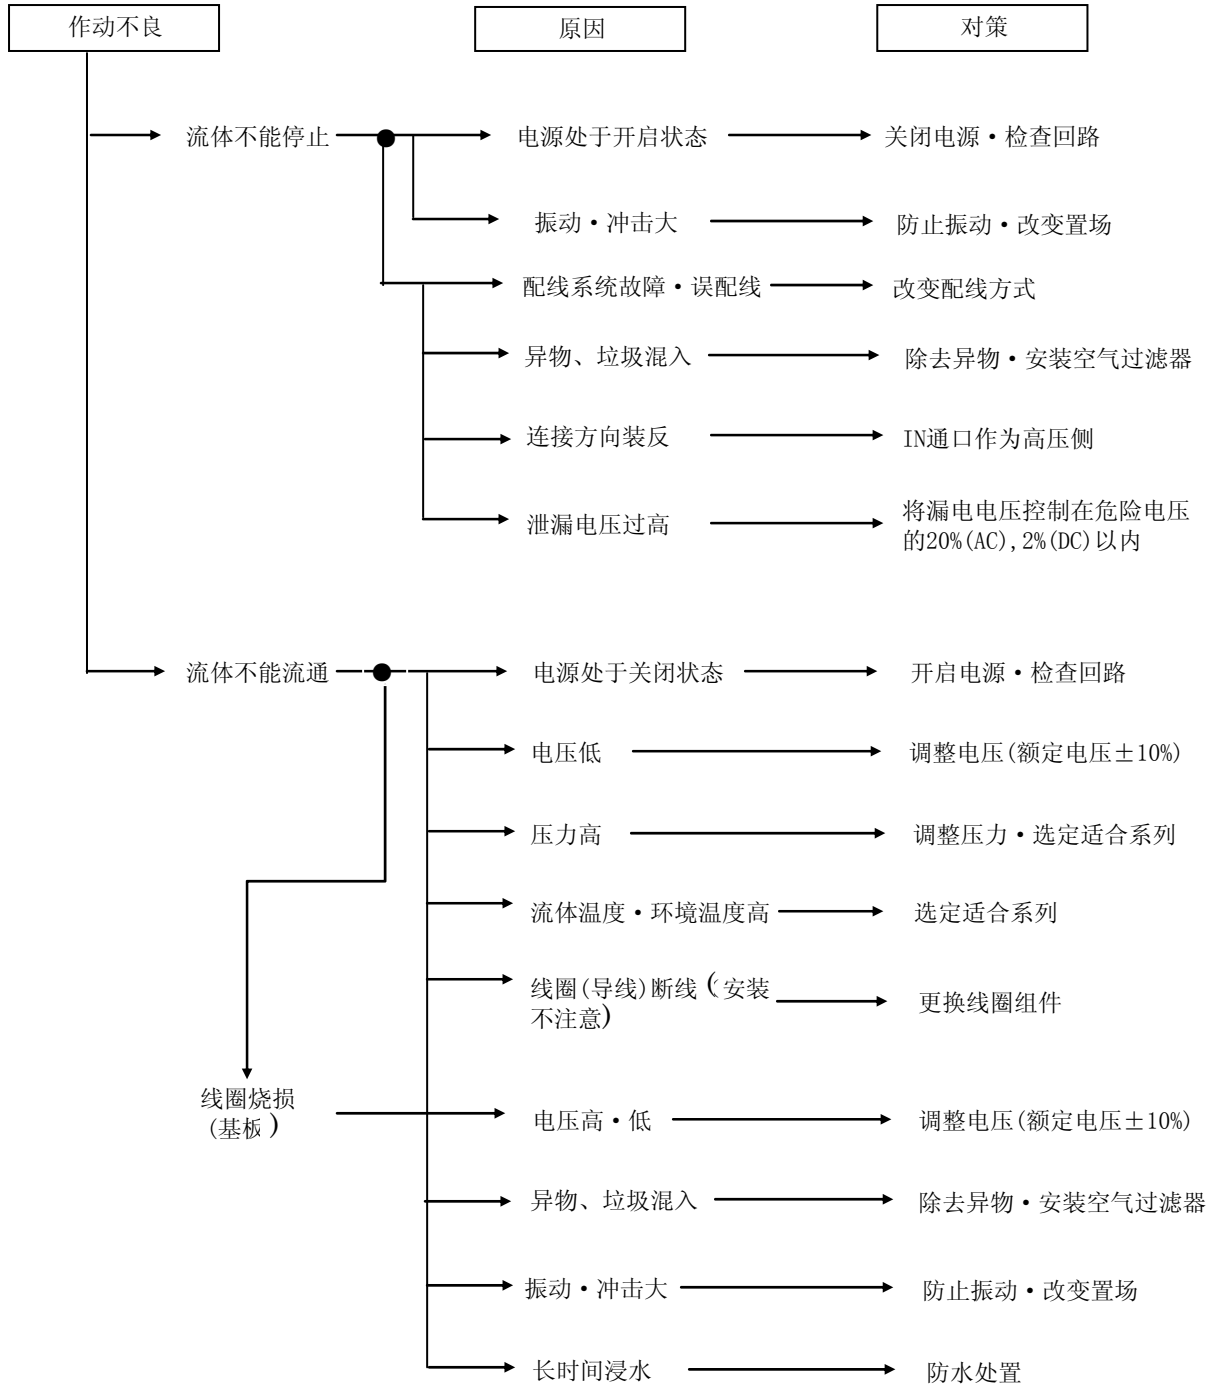 作动不良
原因
对策
流体不能停止
电源处于开启状态
关闭电源·检查回路
振动·冲击大
防止振动·改变置场
配线系统故障·误配线
改变配线方式
异物、垃圾混入
除去异物·安装空气过滤器
连接方向装反
IN通口作为高压侧
泄漏电压过高
将漏电电压控制在危险电压
的20%(AC),2%(DC)以内
流体不能流通
电源处于关闭状态
开启电源·检查回路
电压低
调整电压(额定电压±10%)
压力高
调整压力·选定适合系列
流体温度·环境温度高
选定适合系列
线圈(导线)断线(安装
不注意)
更换线圈组件
线圈烧损
(基板)
电压高·低
调整电压(额定电压±10%)
异物、垃圾混入
除去异物·安装空气过滤器
振动·冲击大
防止振动·改变置场
长时间浸水
防水处置